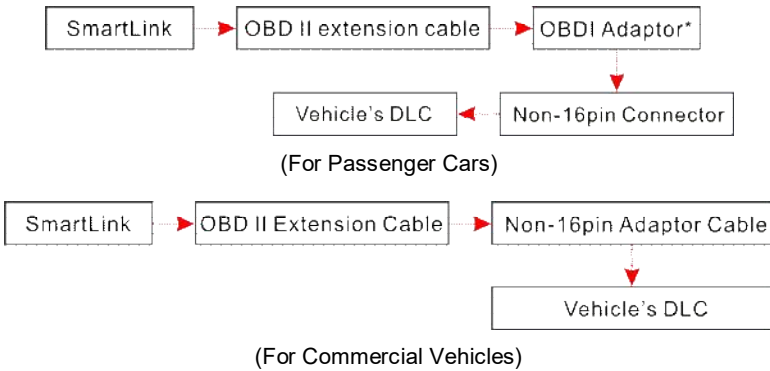 SmartLink OBD II extension cable OBDI Adaptor*
Vehicle's DLC Non-16pin Connector
(For Passenger Cars)
SmartLink OBD II Extension Cable Non-16pin Adaptor Cable
Vehicle's DLC
(For Commercial Vehicles)